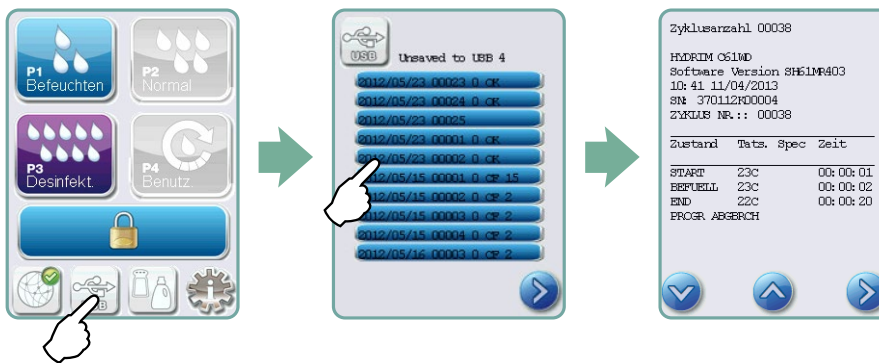 P1
Befeuchten
P2
Normal
P3
Desinfekt.
P4
Benutz.
USB
USB
Unsaved to USB 4
2012/05/23 00023 0 OK
2012/05/23 00024 0 OK
2012/05/23 00025
2012/05/23 00001 0 OK
2012/05/23 00002 0 OK
2012/05/15 00001 0 CF 15
2012/05/15 00002 0 CF 2
2012/05/15 00003 0 CF 2
2012/05/15 00004 0 CF 2
2012/05/16 00003 0 CF 2
Zyklusanzahl 00038
HYDRIM C61WD
Software Version SH61MR403
10:41 11/04/2013
SN: 370112K00004
ZYKLUS NR.:: 00038
Zustand Tats. Spec Zeit
START 23C 00:00:01
BEFUELL 23C 00:00:02
END 22C 00:00:20
PROGR ABGBRCH